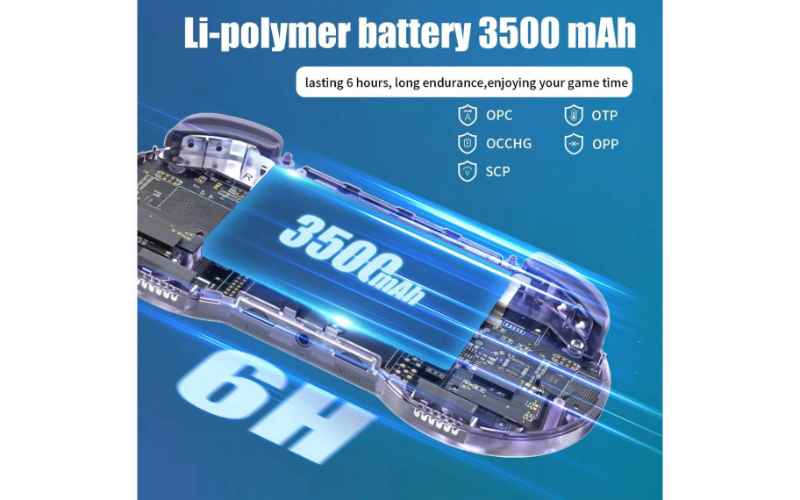 Li-polymer battery 3500 mAh
lasting 6 hours, long endurance,enjoying your game time
OPC
OTP
OCCHG
OPP
SCP
R
3500mAh
6H